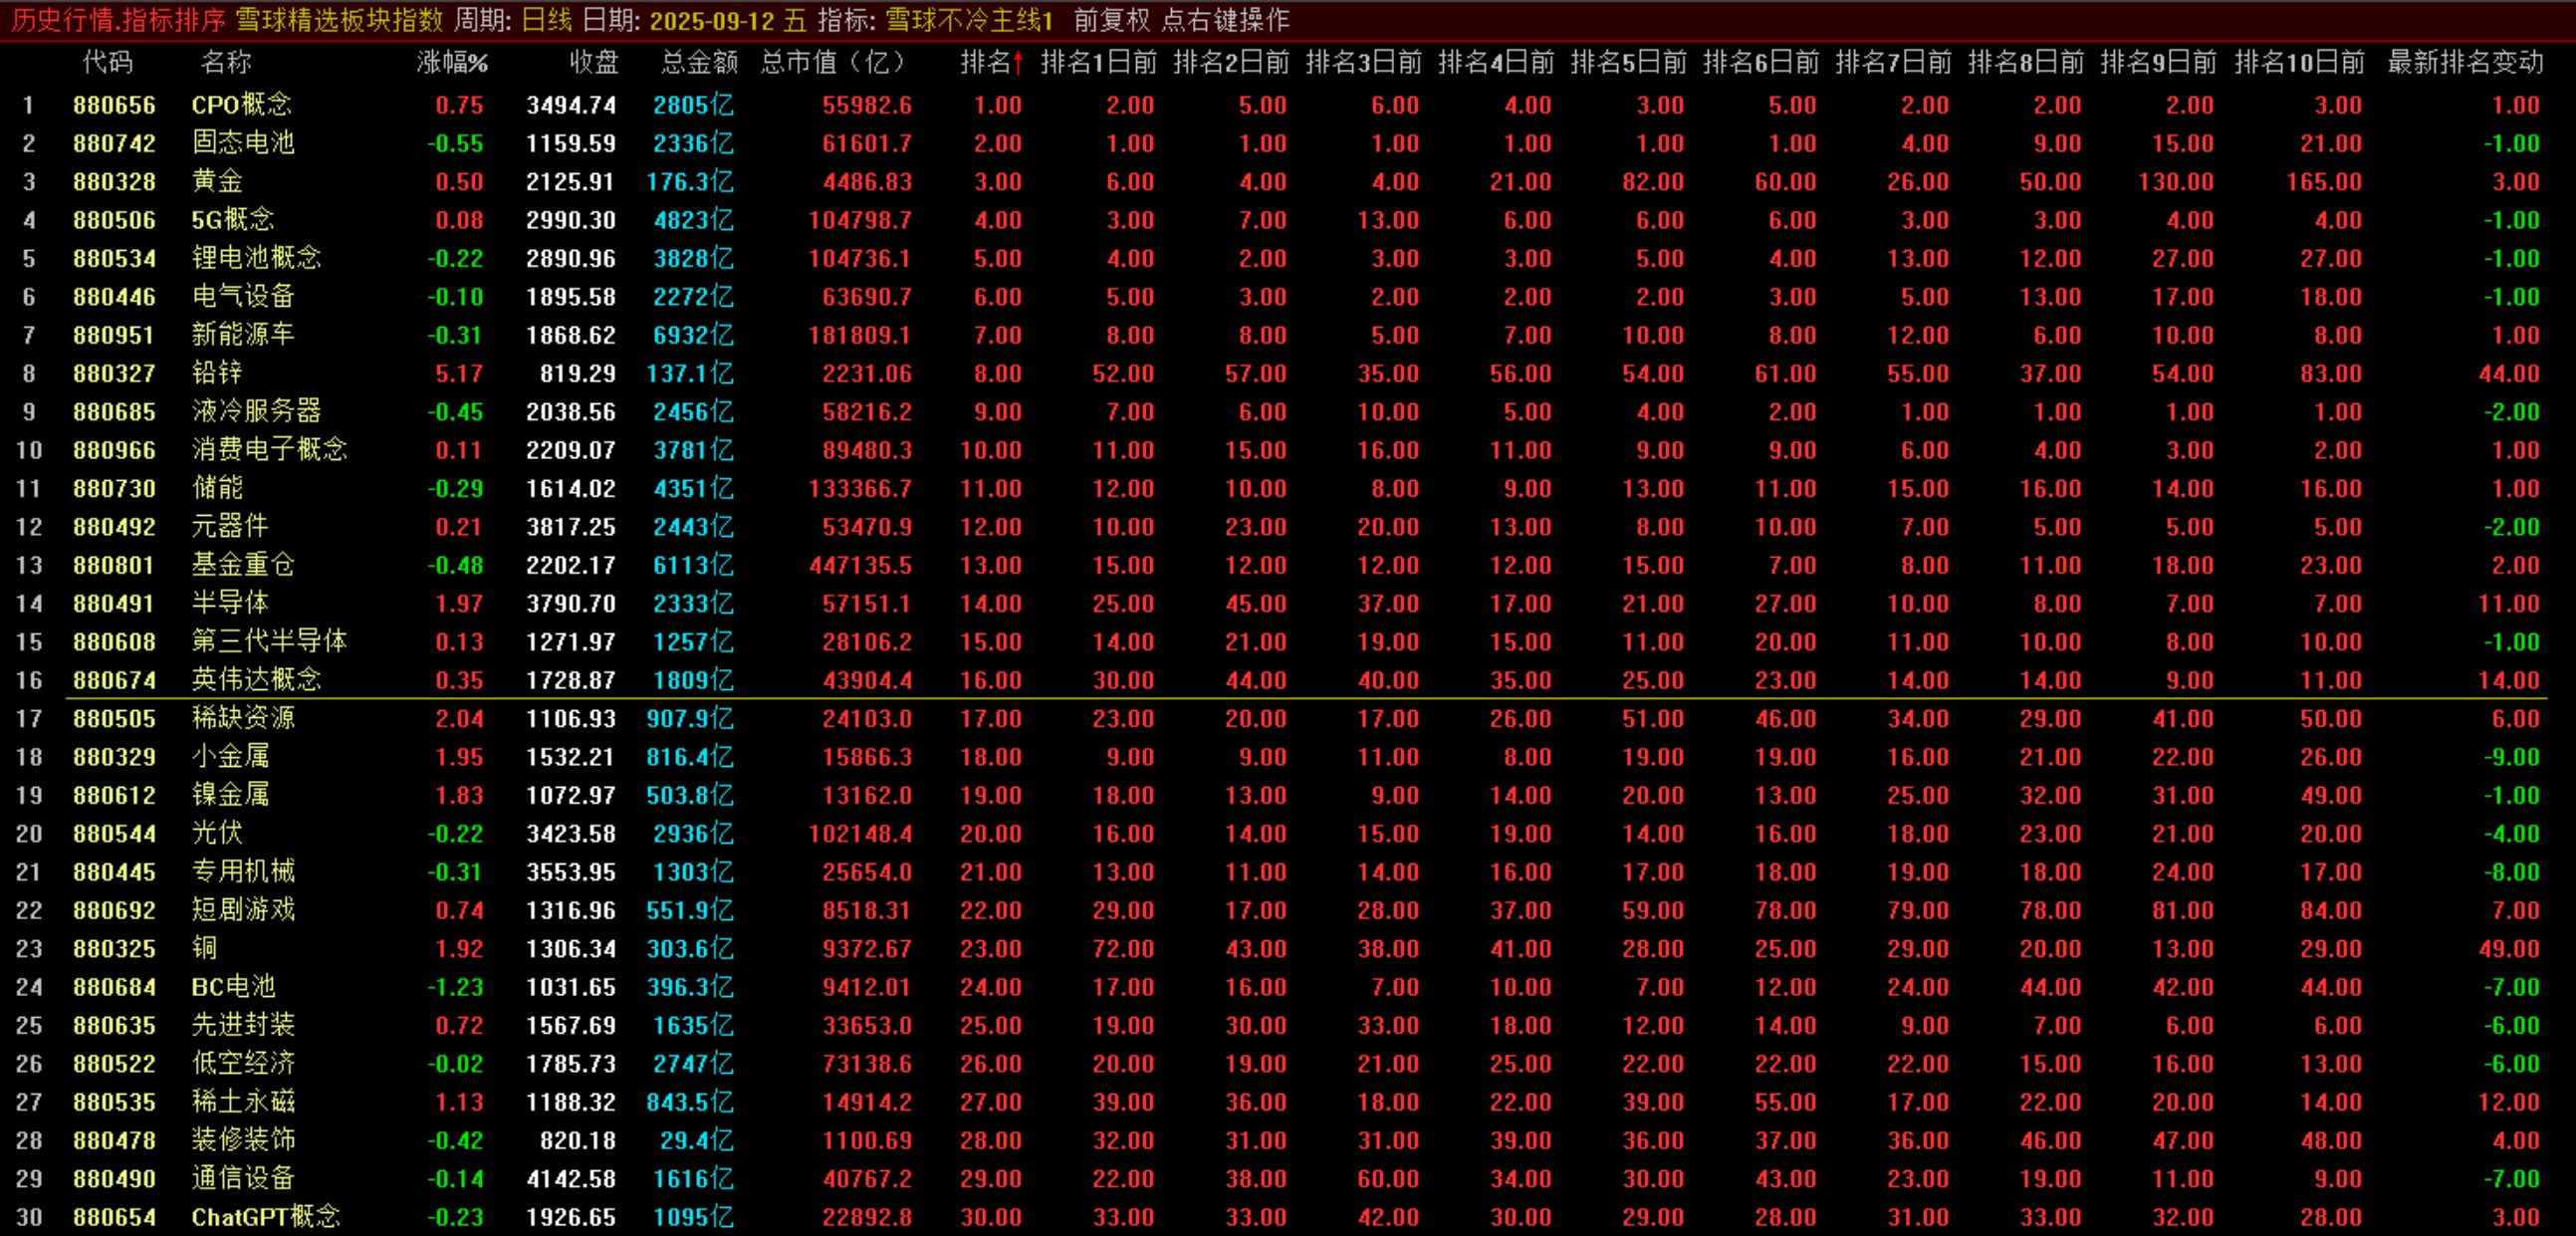 历史行情.指标排序 雪球精选板块指数 周期: 日线 日期: 2025-09-12 五 指标: 雪球不冷主线1 前复权 点右键操作
代码 名称 涨幅% 收盘 总金额 总市值（亿） 排名↑ 排名1日前 排名2日前 排名3日前 排名4日前 排名5日前 排名6日前 排名7日前 排名8日前 排名9日前 排名10日前 最新排名变动
1 880656 CPO概念 0.75 3494.74 2805亿 55982.6 1.00 2.00 5.00 6.00 4.00 3.00 5.00 2.00 2.00 2.00 3.00 1.00
2 880742 固态电池 -0.55 1159.59 2336亿 61601.7 2.00 1.00 1.00 1.00 1.00 1.00 1.00 4.00 9.00 15.00 21.00 -1.00
3 880328 黄金 0.50 2125.91 176.3亿 4486.83 3.00 6.00 4.00 4.00 21.00 82.00 60.00 26.00 50.00 130.00 165.00 3.00
4 880506 5G概念 0.08 2990.30 4823亿 104798.7 4.00 3.00 7.00 13.00 6.00 6.00 6.00 3.00 3.00 4.00 4.00 -1.00
5 880534 锂电池概念 -0.22 2890.96 3828亿 104736.1 5.00 4.00 2.00 3.00 3.00 5.00 4.00 13.00 12.00 27.00 27.00 -1.00
6 880446 电气设备 -0.10 1895.58 2272亿 63690.7 6.00 5.00 3.00 2.00 2.00 2.00 3.00 5.00 13.00 17.00 18.00 -1.00
7 880951 新能源车 -0.31 1868.62 6932亿 181809.1 7.00 8.00 8.00 5.00 7.00 10.00 8.00 12.00 6.00 10.00 8.00 1.00
8 880327 铅锌 5.17 819.29 137.1亿 2231.06 8.00 52.00 57.00 35.00 56.00 54.00 61.00 55.00 37.00 54.00 83.00 44.00
9 880685 液冷服务器 -0.45 2038.56 2456亿 58216.2 9.00 7.00 6.00 10.00 5.00 4.00 2.00 1.00 1.00 1.00 1.00 -2.00
10 880966 消费电子概念 0.11 2209.07 3781亿 89480.3 10.00 11.00 15.00 16.00 11.00 9.00 9.00 6.00 4.00 3.00 2.00 1.00
11 880730 储能 -0.29 1614.02 4351亿 133366.7 11.00 12.00 10.00 8.00 9.00 13.00 11.00 15.00 16.00 14.00 16.00 1.00
12 880492 元器件 0.21 3817.25 2443亿 53470.9 12.00 10.00 23.00 20.00 13.00 8.00 10.00 7.00 5.00 5.00 5.00 -2.00
13 880801 基金重仓 -0.48 2202.17 6113亿 447135.5 13.00 15.00 12.00 12.00 12.00 15.00 7.00 8.00 11.00 18.00 23.00 2.00
14 880491 半导体 1.97 3790.70 2333亿 57151.1 14.00 25.00 45.00 37.00 17.00 21.00 27.00 10.00 8.00 7.00 7.00 11.00
15 880608 第三代半导体 0.13 1271.97 1257亿 28106.2 15.00 14.00 21.00 19.00 15.00 11.00 20.00 11.00 10.00 8.00 10.00 -1.00
16 880674 英伟达概念 0.35 1728.87 1809亿 43904.4 16.00 30.00 44.00 40.00 35.00 25.00 23.00 14.00 14.00 9.00 11.00 14.00
17 880505 稀缺资源 2.04 1106.93 907.9亿 24103.0 17.00 23.00 20.00 17.00 26.00 51.00 46.00 34.00 29.00 41.00 50.00 6.00
18 880329 小金属 1.95 1532.21 816.4亿 15866.3 18.00 9.00 9.00 11.00 8.00 19.00 19.00 16.00 21.00 22.00 26.00 -9.00
19 880612 镍金属 1.83 1072.97 503.8亿 13162.0 19.00 18.00 13.00 9.00 14.00 20.00 13.00 25.00 32.00 31.00 49.00 -1.00
20 880544 光伏 -0.22 3423.58 2936亿 102148.4 20.00 16.00 14.00 15.00 19.00 14.00 16.00 18.00 23.00 21.00 20.00 -4.00
21 880445 专用机械 -0.31 3553.95 1303亿 25654.0 21.00 13.00 11.00 14.00 16.00 17.00 18.00 19.00 18.00 24.00 17.00 -8.00
22 880692 短剧游戏 0.74 1316.96 551.9亿 8518.31 22.00 29.00 17.00 28.00 37.00 59.00 78.00 79.00 78.00 81.00 84.00 7.00
23 880325 铜 1.92 1306.34 303.6亿 9372.67 23.00 72.00 43.00 38.00 41.00 28.00 25.00 29.00 20.00 13.00 29.00 49.00
24 880684 BC电池 -1.23 1031.65 396.3亿 9412.01 24.00 17.00 16.00 7.00 10.00 7.00 12.00 24.00 44.00 42.00 44.00 -7.00
25 880635 先进封装 0.72 1567.69 1635亿 33653.0 25.00 19.00 30.00 33.00 18.00 12.00 14.00 9.00 7.00 6.00 6.00 -6.00
26 880522 低空经济 -0.02 1785.73 2747亿 73138.6 26.00 20.00 19.00 21.00 25.00 22.00 22.00 22.00 15.00 16.00 13.00 -6.00
27 880535 稀土永磁 1.13 1188.32 843.5亿 14914.2 27.00 39.00 36.00 18.00 22.00 39.00 55.00 17.00 22.00 20.00 14.00 12.00
28 880478 装修装饰 -0.42 820.18 29.4亿 1100.69 28.00 32.00 31.00 31.00 39.00 36.00 37.00 36.00 46.00 47.00 48.00 4.00
29 880490 通信设备 -0.14 4142.58 1616亿 40767.2 29.00 22.00 38.00 60.00 34.00 30.00 43.00 23.00 19.00 11.00 9.00 -7.00
30 880654 ChatGPT概念 -0.23 1926.65 1095亿 22892.8 30.00 33.00 33.00 42.00 30.00 29.00 28.00 31.00 33.00 32.00 28.00 3.00